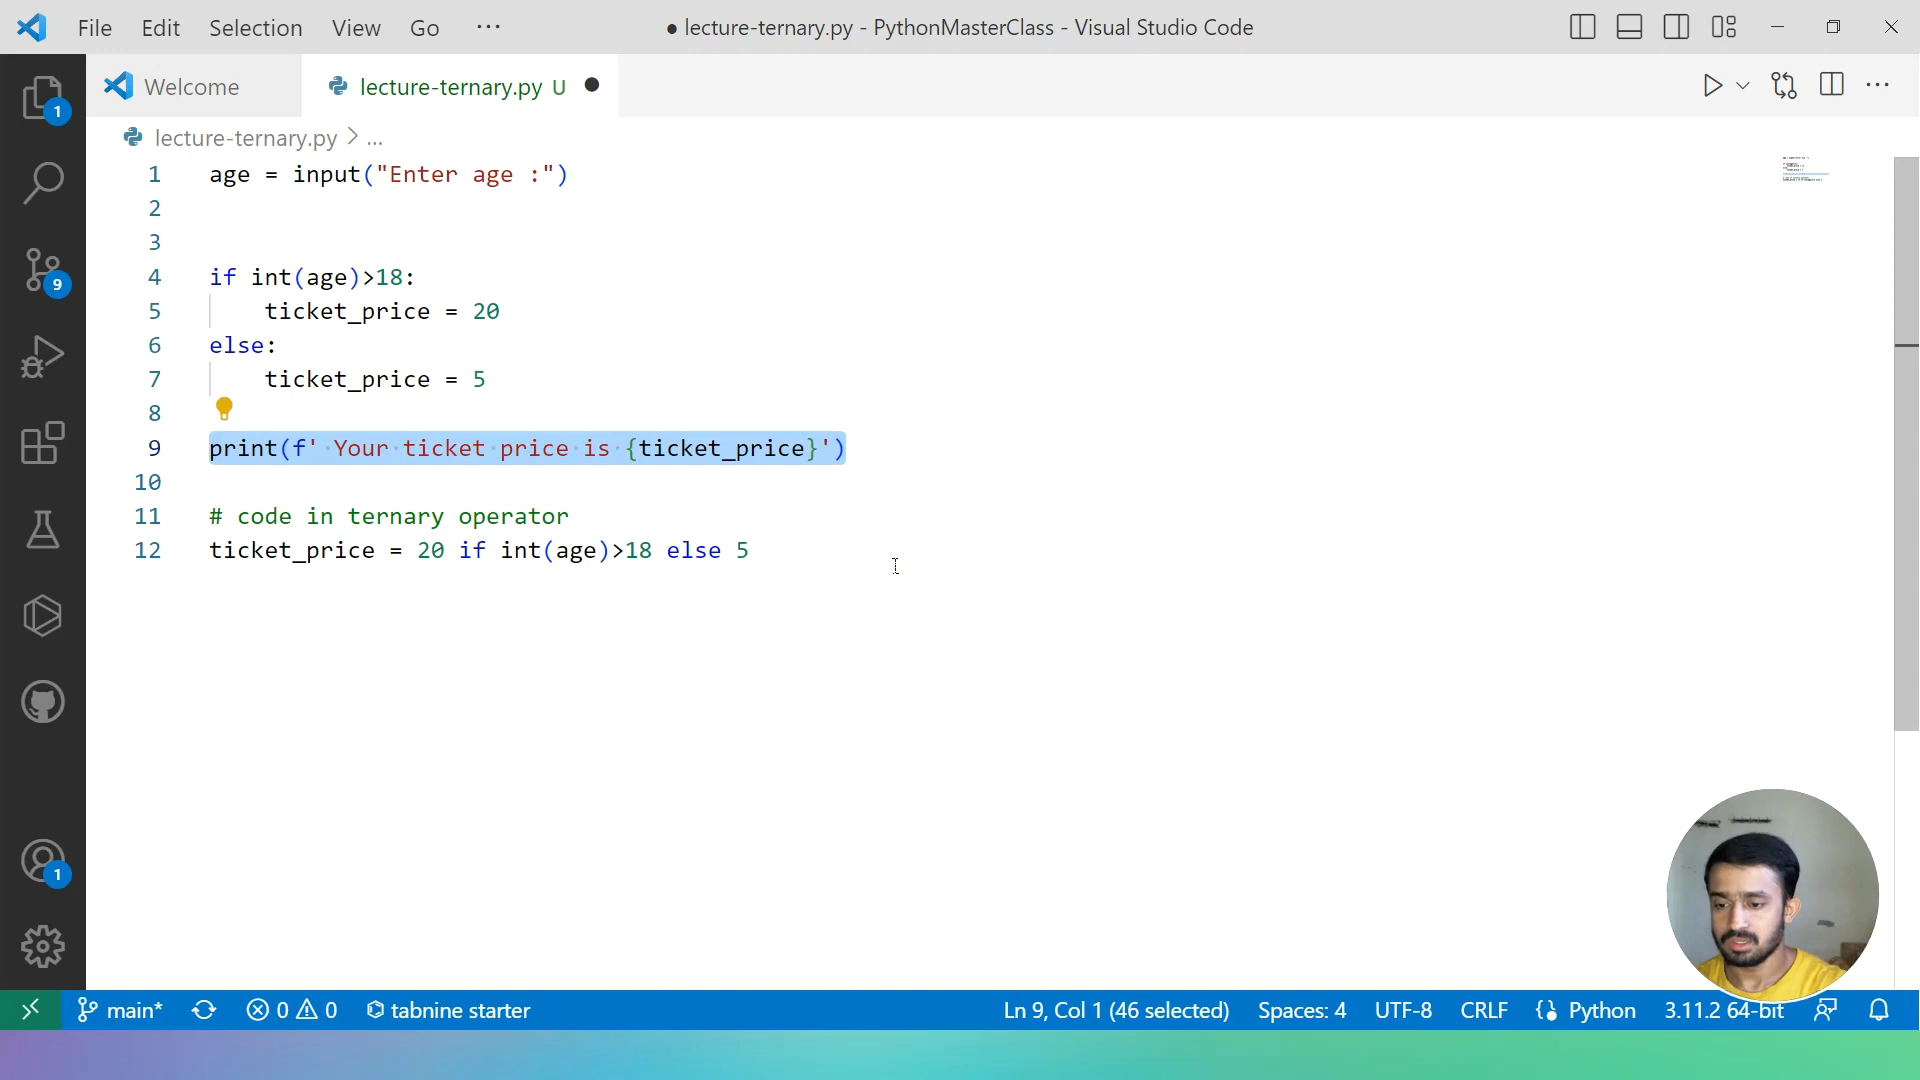 File Edit Selection View Go ··· ● lecture-ternary.py - PythonMasterClass - Visual Studio Code
1 Welcome lecture-ternary.py U ●
lecture-ternary.py > ...
1 age = input("Enter age :")
2
3
9
4 if int(age)>18:
5     ticket_price = 20
6 else:
7     ticket_price = 5
8
9 print(f' Your ticket price is {ticket_price}')
10
11 # code in ternary operator
12 ticket_price = 20 if int(age)>18 else 5
1
main* 0 0 tabnine starter Ln 9, Col 1 (46 selected) Spaces: 4 UTF-8 CRLF Python 3.11.2 64-bit